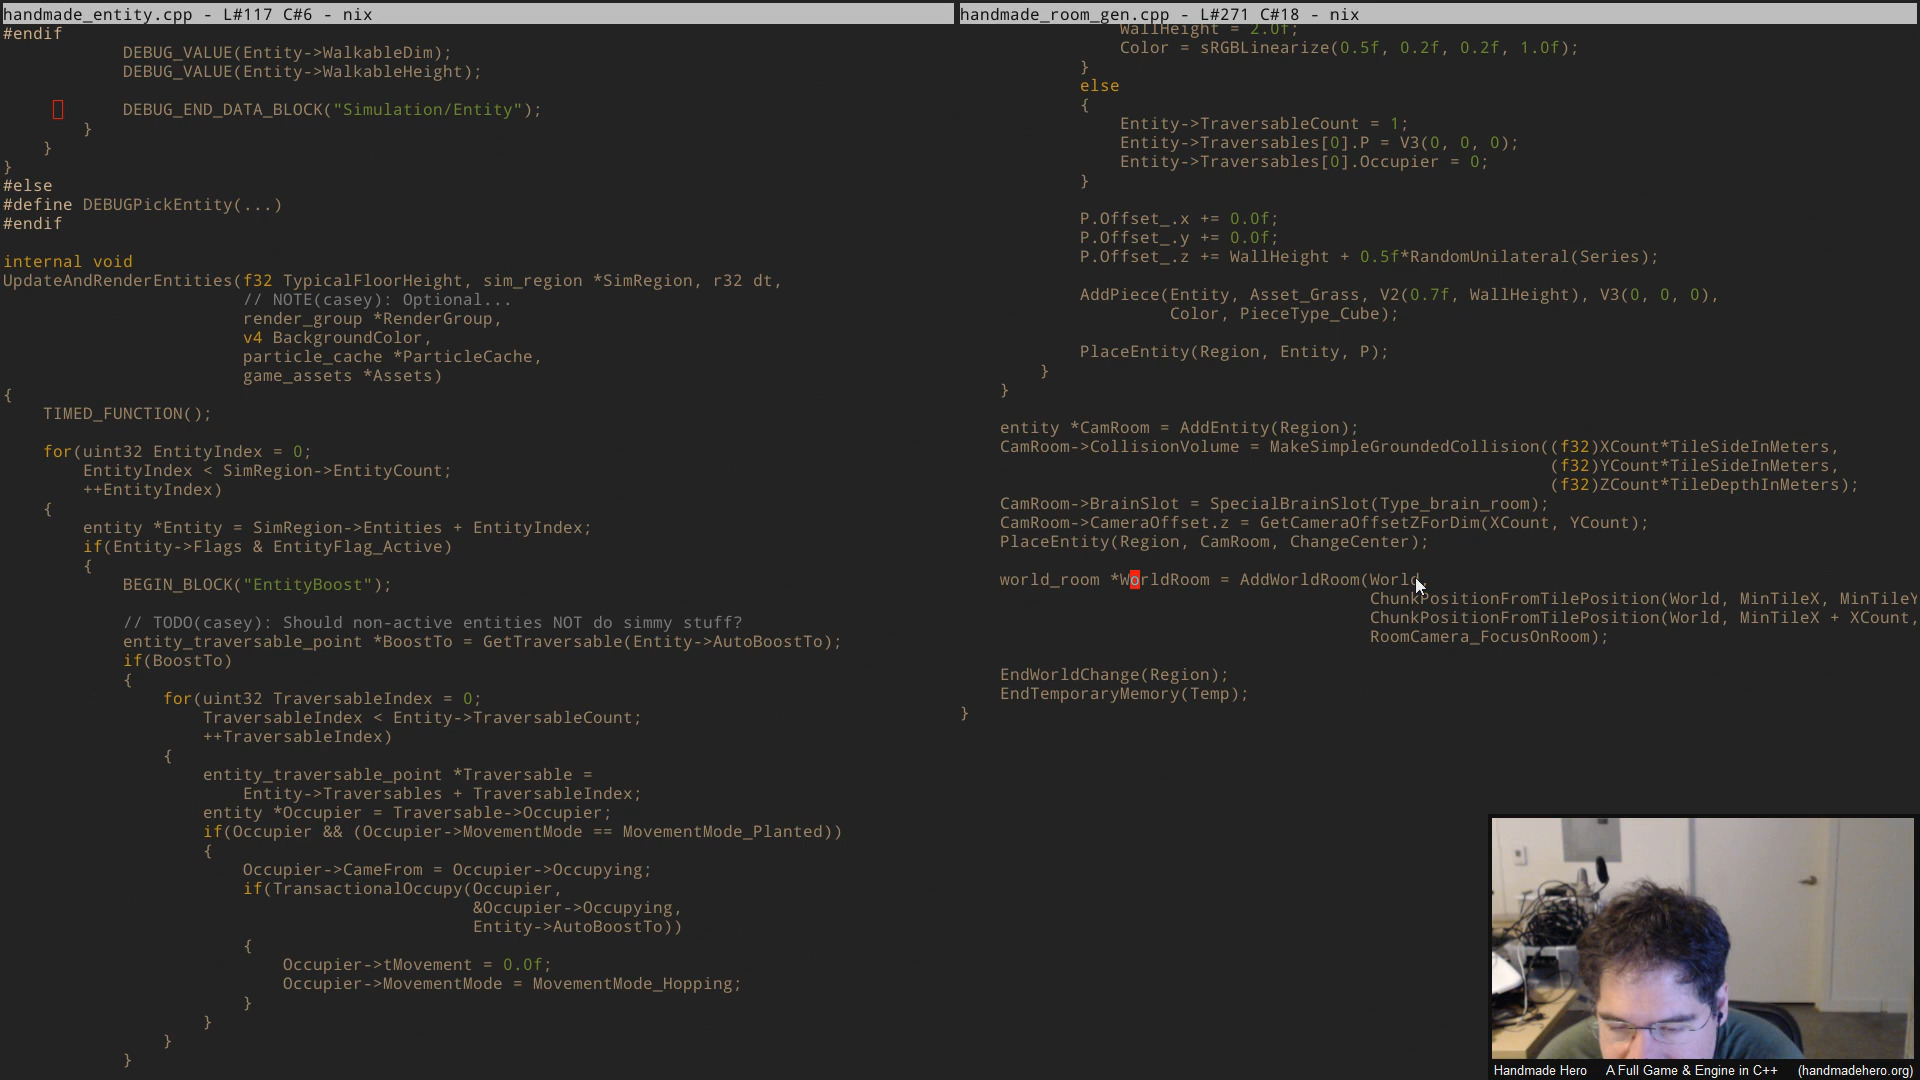 handmade_entity.cpp - L#117 C#6 - nix
#endif
            DEBUG_VALUE(Entity->WalkableDim);
            DEBUG_VALUE(Entity->WalkableHeight);

            DEBUG_END_DATA_BLOCK("Simulation/Entity");
        }
    }
}
#else
#define DEBUGPickEntity(...)
#endif

internal void
UpdateAndRenderEntities(f32 TypicalFloorHeight, sim_region *SimRegion, r32 dt,
                        // NOTE(casey): Optional...
                        render_group *RenderGroup,
                        v4 BackgroundColor,
                        particle_cache *ParticleCache,
                        game_assets *Assets)
{
    TIMED_FUNCTION();

    for(uint32 EntityIndex = 0;
        EntityIndex < SimRegion->EntityCount;
        ++EntityIndex)
    {
        entity *Entity = SimRegion->Entities + EntityIndex;
        if(Entity->Flags & EntityFlag_Active)
        {
            BEGIN_BLOCK("EntityBoost");

            // TODO(casey): Should non-active entities NOT do simmy stuff?
            entity_traversable_point *BoostTo = GetTraversable(Entity->AutoBoostTo);
            if(BoostTo)
            {
                for(uint32 TraversableIndex = 0;
                    TraversableIndex < Entity->TraversableCount;
                    ++TraversableIndex)
                {
                    entity_traversable_point *Traversable =
                        Entity->Traversables + TraversableIndex;
                    entity *Occupier = Traversable->Occupier;
                    if(Occupier && (Occupier->MovementMode == MovementMode_Planted))
                    {
                        Occupier->CameFrom = Occupier->Occupying;
                        if(TransactionalOccupy(Occupier,
                                               &Occupier->Occupying,
                                               Entity->AutoBoostTo))
                        {
                            Occupier->tMovement = 0.0f;
                            Occupier->MovementMode = MovementMode_Hopping;
                        }
                    }
                }
            }
handmade_room_gen.cpp - L#271 C#18 - nix
                WallHeight = 2.0f;
                Color = sRGBLinearize(0.5f, 0.2f, 0.2f, 1.0f);
            }
            else
            {
                Entity->TraversableCount = 1;
                Entity->Traversables[0].P = V3(0, 0, 0);
                Entity->Traversables[0].Occupier = 0;
            }

            P.Offset_.x += 0.0f;
            P.Offset_.y += 0.0f;
            P.Offset_.z += WallHeight + 0.5f*RandomUnilateral(Series);

            AddPiece(Entity, Asset_Grass, V2(0.7f, WallHeight), V3(0, 0, 0),
                     Color, PieceType_Cube);

            PlaceEntity(Region, Entity, P);
        }
    }

    entity *CamRoom = AddEntity(Region);
    CamRoom->CollisionVolume = MakeSimpleGroundedCollision((f32)XCount*TileSideInMeters,
                                                           (f32)YCount*TileSideInMeters,
                                                           (f32)ZCount*TileDepthInMeters);
    CamRoom->BrainSlot = SpecialBrainSlot(Type_brain_room);
    CamRoom->CameraOffset.z = GetCameraOffsetZForDim(XCount, YCount);
    PlaceEntity(Region, CamRoom, ChangeCenter);

    world_room *WorldRoom = AddWorldRoom(World,
                                         ChunkPositionFromTilePosition(World, MinTileX, MinTileY
                                         ChunkPositionFromTilePosition(World, MinTileX + XCount,
                                         RoomCamera_FocusOnRoom);

    EndWorldChange(Region);
    EndTemporaryMemory(Temp);
}
Handmade Hero   A Full Game & Engine in C++   (handmadehero.org)